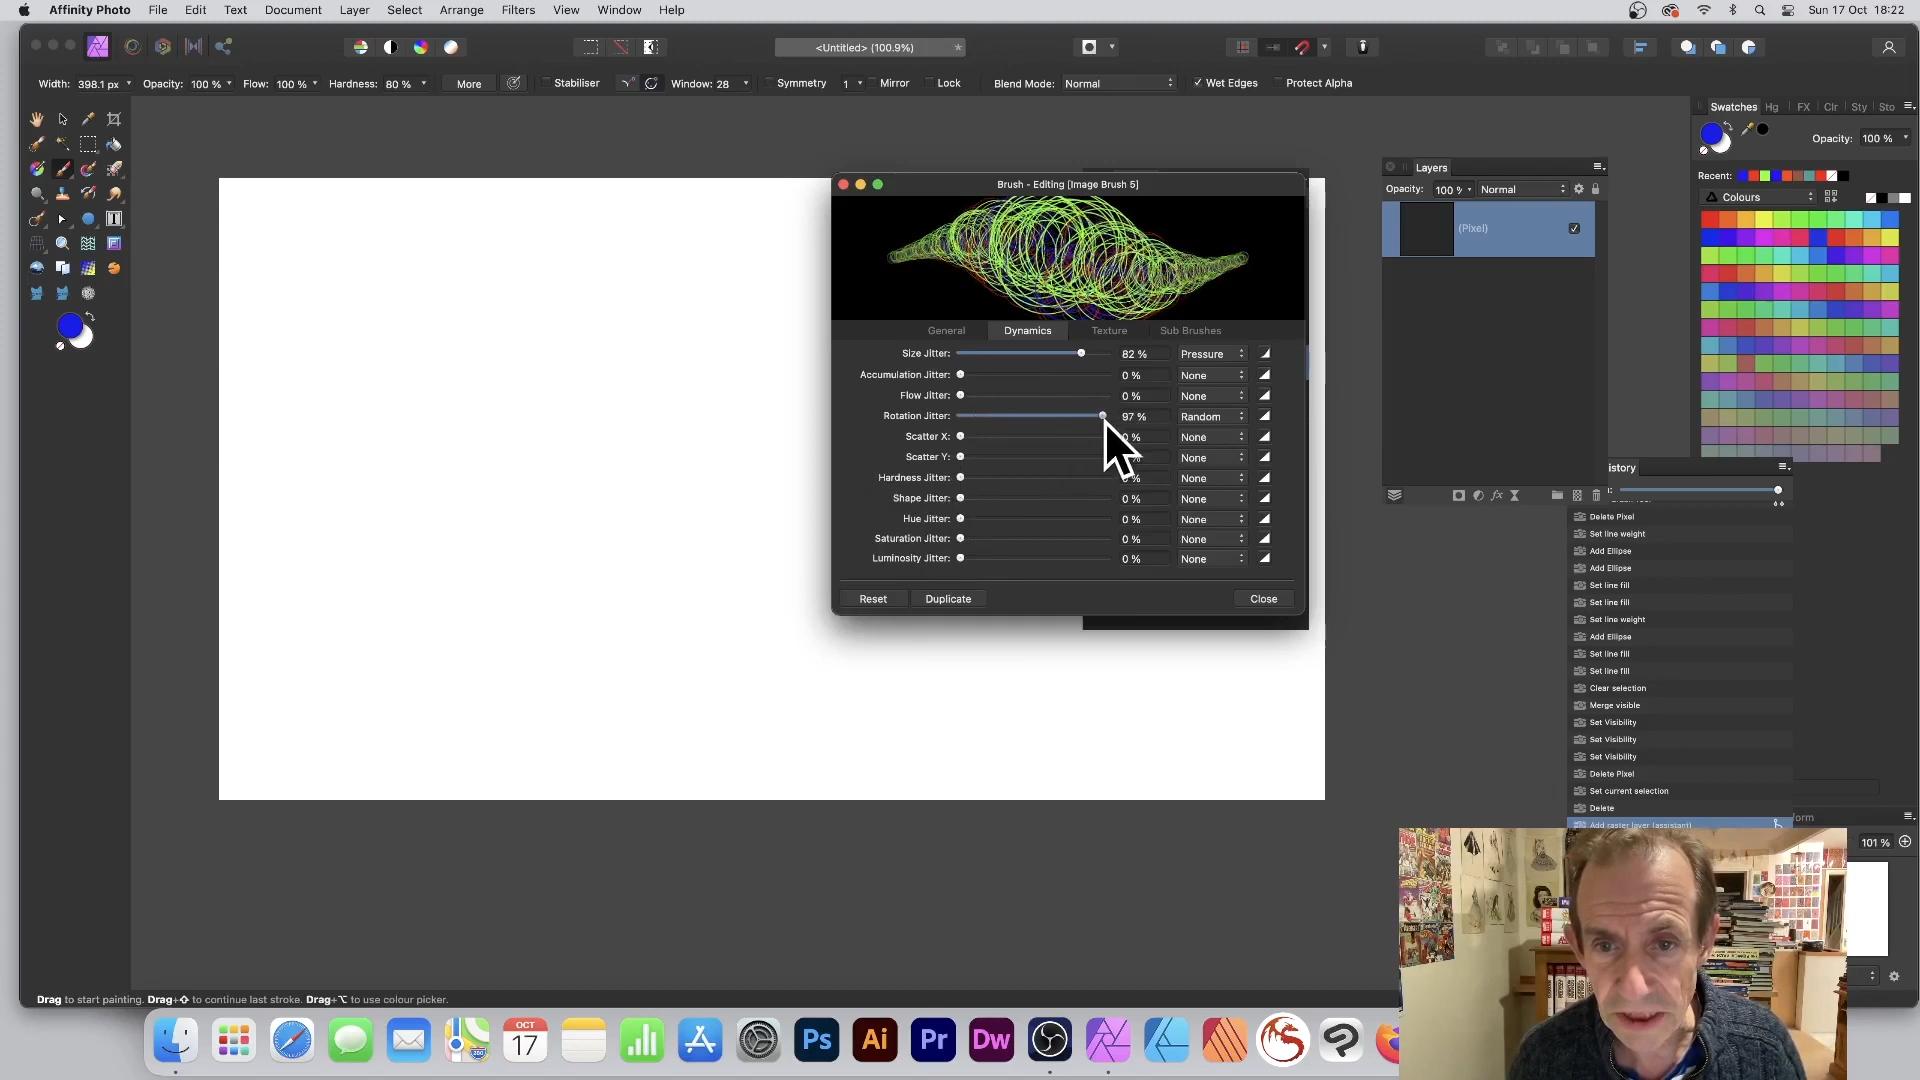 Affinity Photo File Edit Text Document Layer Select Arrange Filters View Window Help Sun 17 Oct 18:22
<Untitled> (100.9%)
Width: 398.1 px Opacity: 100 % Flow: 100 % Hardness: 80 % More Stabiliser Window: 28 Symmetry 1 Mirror Lock Blend Mode: Normal Wet Edges Protect Alpha
Swatches Hg FX Clr Sty Sto
Opacity: 100 %
Recent:
Colours
Layers
Opacity: 100 % Normal
(Pixel)
Brush - Editing [Image Brush 5]
General Dynamics Texture Sub Brushes
Size Jitter: 82 % Pressure
Accumulation Jitter: 0 % None
Flow Jitter: 0 % None
Rotation Jitter: 97 % Random
Scatter X: 0 % None
Scatter Y: None
Hardness Jitter: None
Shape Jitter: 0 % None
Hue Jitter: 0 % None
Saturation Jitter: 0 % None
Luminosity Jitter: 0 % None
Reset Duplicate Close
istory
Delete Pixel
Set line weight
Add Ellipse
Add Ellipse
Set line fill
Set line fill
Set line weight
Add Ellipse
Set line fill
Set line fill
Clear selection
Merge visible
Set Visibility
Set Visibility
Set Visibility
Delete Pixel
Set current selection
Delete
Add raster layer (assistant)
orm
101 %
Drag to start painting. Drag+⇧ to continue last stroke. Drag+⌥ to use colour picker.
OCT
17
280
Ps Ai Pr Dw